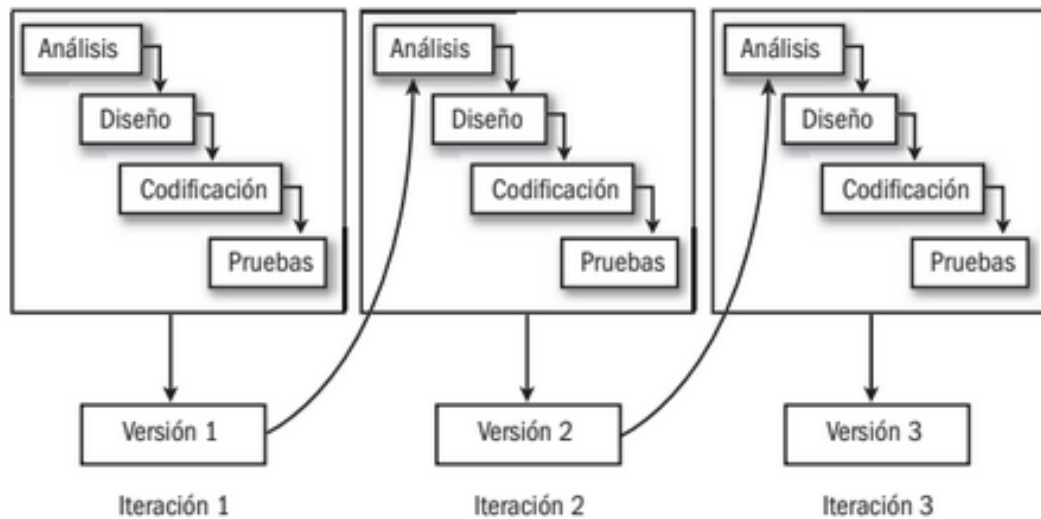 Análisis
Diseño
Codificación
Pruebas
Versión 1
Iteración 1
Análisis
Diseño
Codificación
Pruebas
Versión 2
Iteración 2
Análisis
Diseño
Codificación
Pruebas
Versión 3
Iteración 3